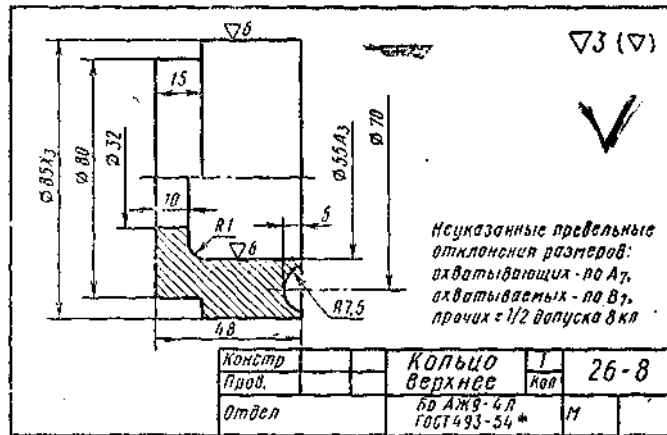 ▽6
▽3 (▽)
15
⌀85X₃
⌀80
⌀32
⌀55A₃
⌀70
10
R1
▽6
5
R7,5
48
Неуказанные предельные
отклонения размеров:
охватывающих - по А₇,
охватываемых - по В₇,
прочих ± 1/2 допуска 8кл
Констр
Кольцо
верхнее
1
26-8
Пров.
Кол
Отдел
Бр АЖ9-4Л
ГОСТ 493-54*
М